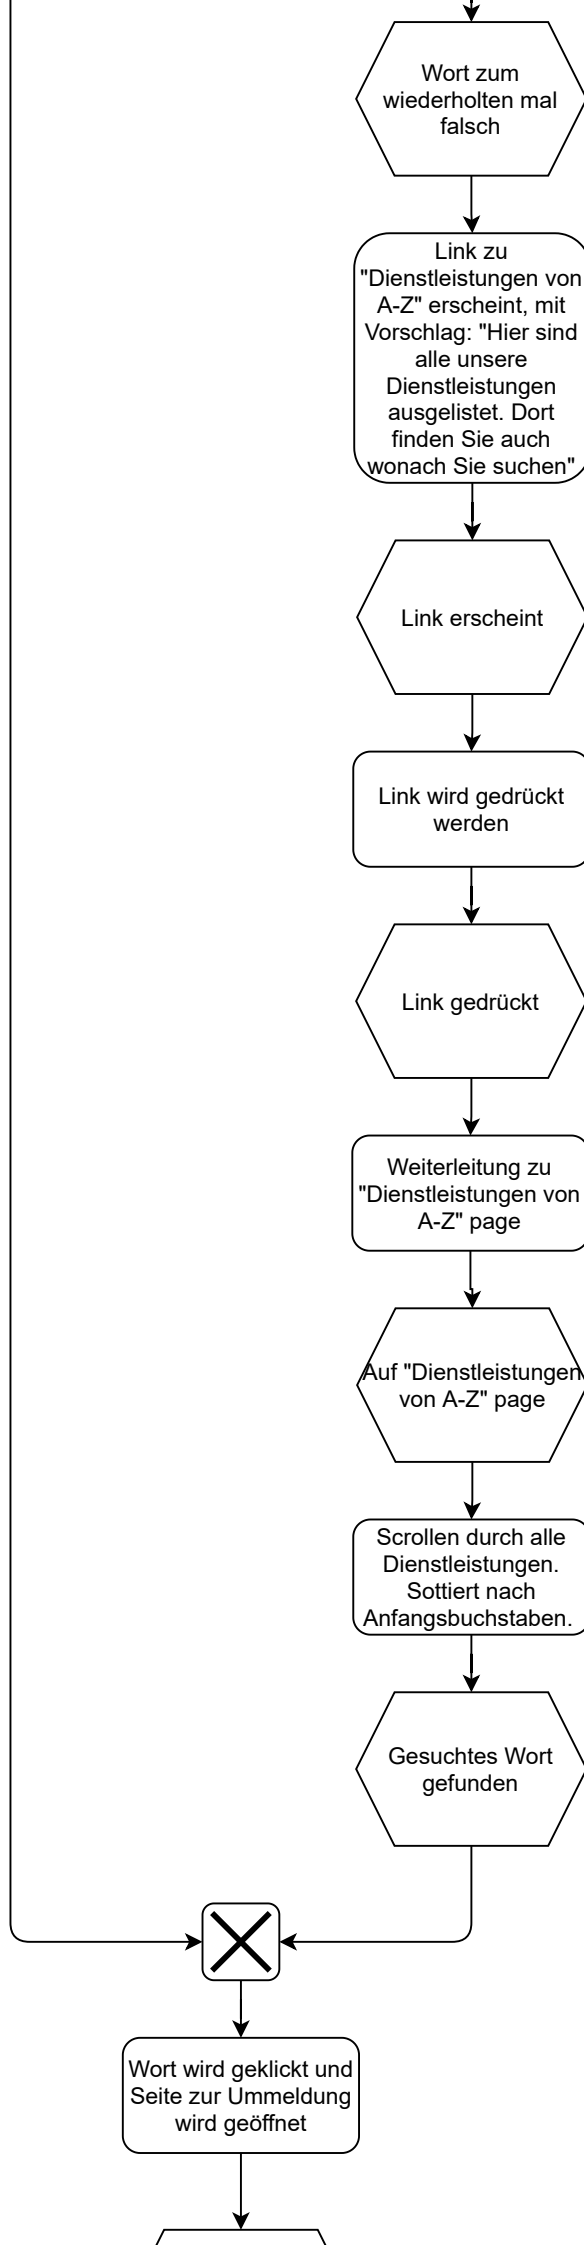 Wort zum
wiederholten mal
falsch
Link zu
"Dienstleistungen von
A-Z" erscheint, mit
Vorschlag: "Hier sind
alle unsere
Dienstleistungen
ausgelistet. Dort
finden Sie auch
wonach Sie suchen"
Link erscheint
Link wird gedrückt
werden
Link gedrückt
Weiterleitung zu
"Dienstleistungen von
A-Z" page
Auf "Dienstleistungen
von A-Z" page
Scrollen durch alle
Dienstleistungen.
Sottiert nach
Anfangsbuchstaben.
Gesuchtes Wort
gefunden
Wort wird geklickt und
Seite zur Ummeldung
wird geöffnet